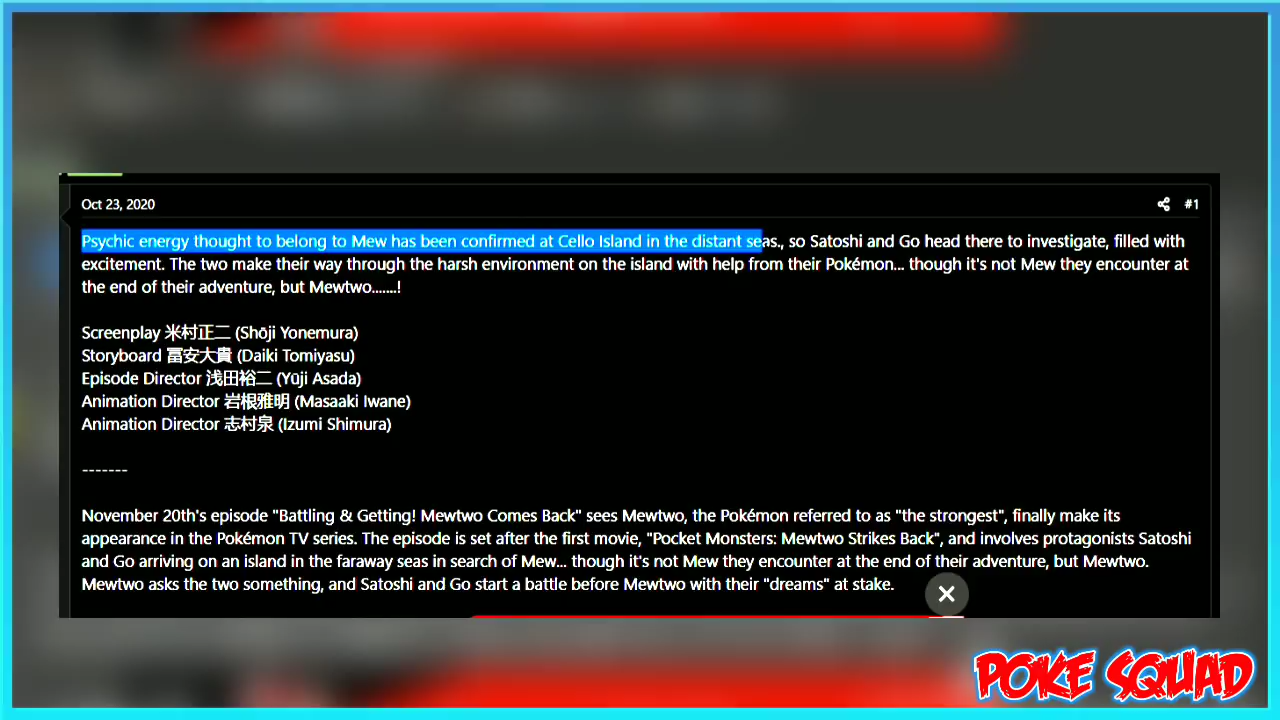 Oct 23, 2020
#1
Psychic energy thought to belong to Mew has been confirmed at Cello Island in the distant seas., so Satoshi and Go head there to investigate, filled with
excitement. The two make their way through the harsh environment on the island with help from their Pokémon... though it's not Mew they encounter at
the end of their adventure, but Mewtwo.......!
Screenplay 米村正二 (Shōji Yonemura)
Storyboard 冨安大貴 (Daiki Tomiyasu)
Episode Director 浅田裕二 (Yūji Asada)
Animation Director 岩根雅明 (Masaaki Iwane)
Animation Director 志村泉 (Izumi Shimura)
-------
November 20th's episode "Battling & Getting! Mewtwo Comes Back" sees Mewtwo, the Pokémon referred to as "the strongest", finally make its
appearance in the Pokémon TV series. The episode is set after the first movie, "Pocket Monsters: Mewtwo Strikes Back", and involves protagonists Satoshi
and Go arriving on an island in the faraway seas in search of Mew... though it's not Mew they encounter at the end of their adventure, but Mewtwo.
Mewtwo asks the two something, and Satoshi and Go start a battle before Mewtwo with their "dreams" at stake.
POKE SQUAD